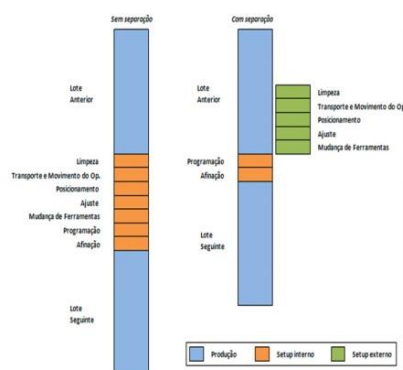 Sem separação
Com separação
Lote
Anterior
Limpeza
Transporte e Movimento do Op.
Posicionamento
Ajuste
Mudança de Ferramentas
Programação
Afinação
Lote
Seguinte
Lote
Anterior
Programação
Afinação
Lote
Seguinte
Limpeza
Transporte e Movimento do Op
Posicionamento
Ajuste
Mudança de Ferramentas
Produção
Setup interno
Setup externo